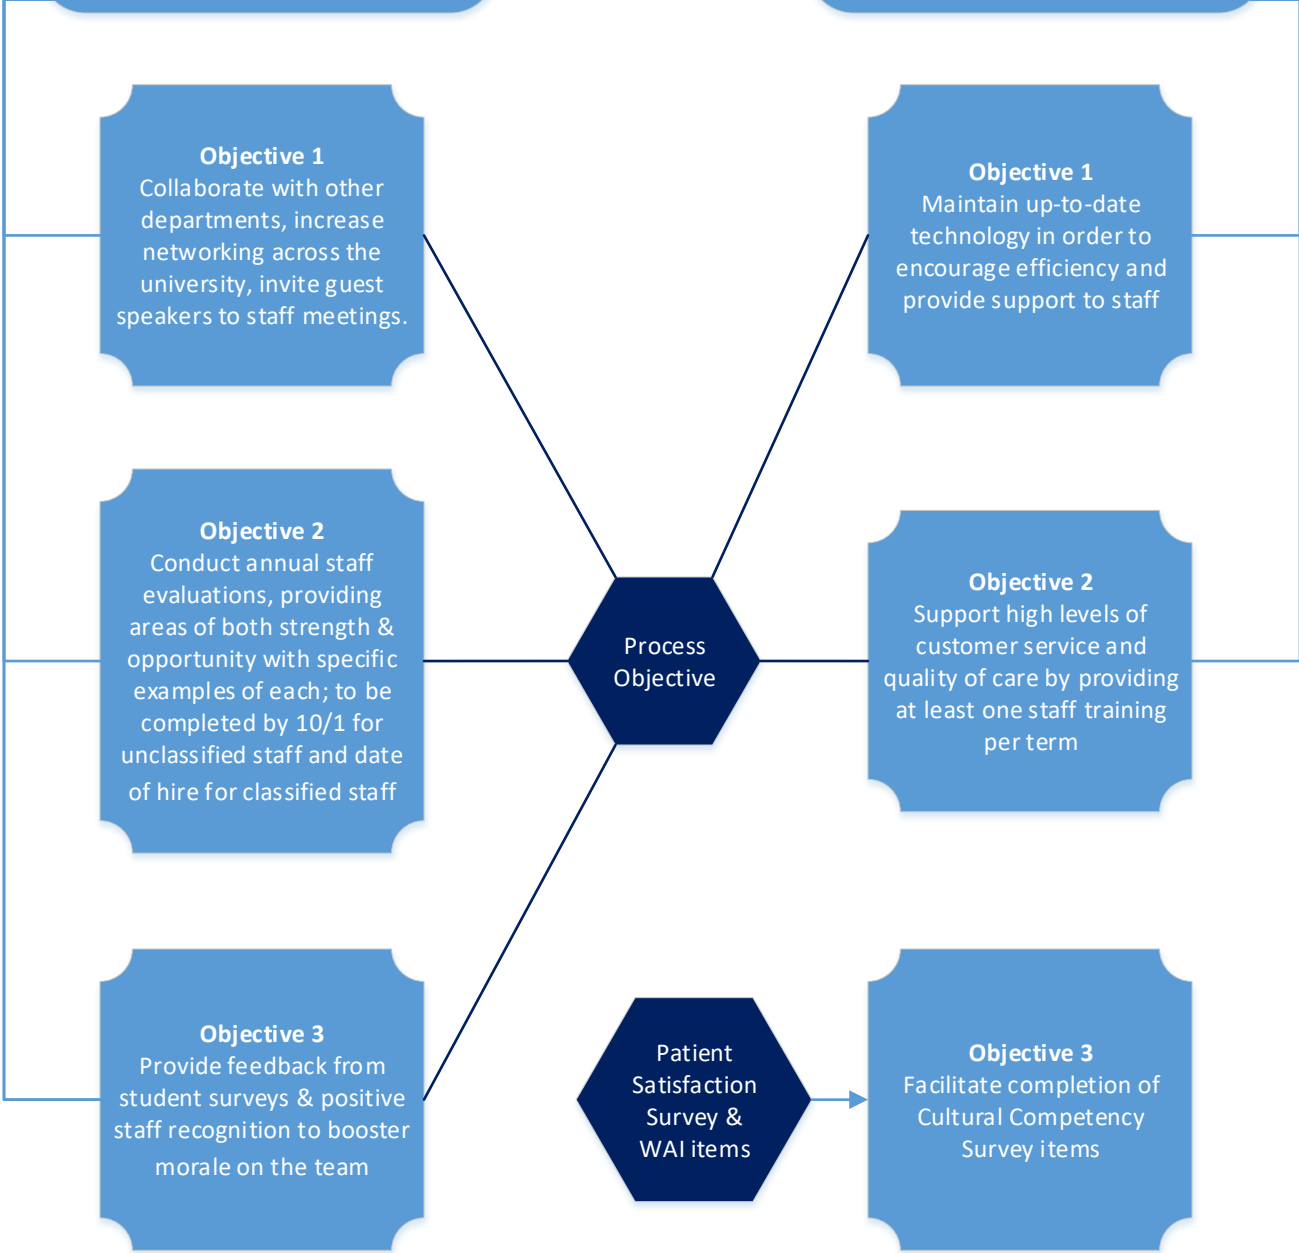 Objective 1
Collaborate with other
departments, increase
networking across the
university, invite guest
speakers to staff meetings.
Objective 1
Maintain up-to-date
technology in order to
encourage efficiency and
provide support to staff
Objective 2
Conduct annual staff
evaluations, providing
areas of both strength &
opportunity with specific
examples of each; to be
completed by 10/1 for
unclassified staff and date
of hire for classified staff
Process
Objective
Objective 2
Support high levels of
customer service and
quality of care by providing
at least one staff training
per term
Objective 3
Provide feedback from
student surveys & positive
staff recognition to booster
morale on the team
Patient
Satisfaction
Survey &
WAI items
Objective 3
Facilitate completion of
Cultural Competency
Survey items